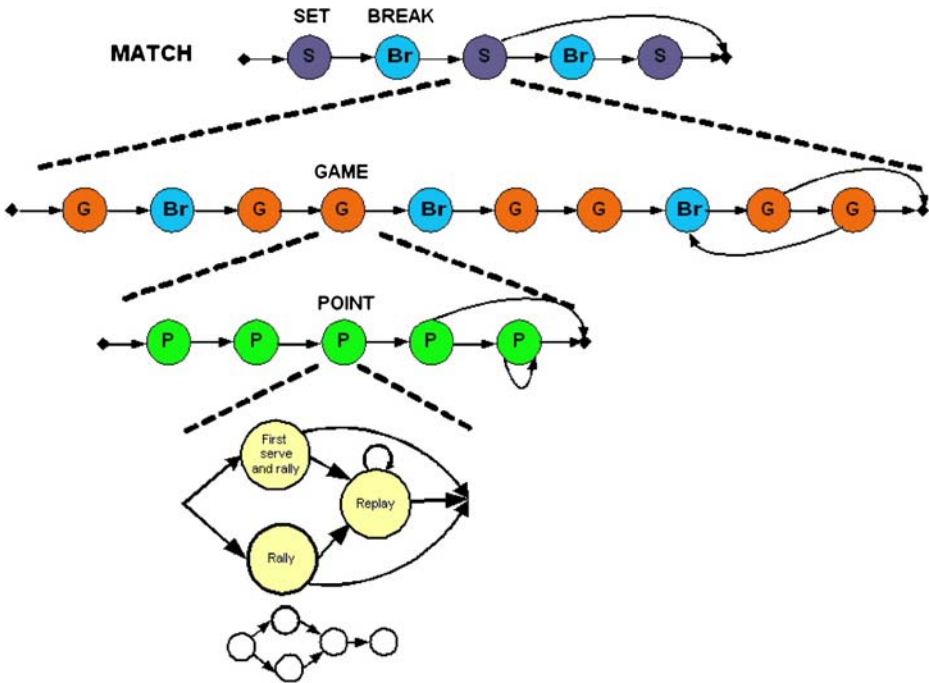 SET BREAK
MATCH S Br S Br S
GAME
G Br G G Br G G Br G G
POINT
P P P P P
First
serve
and rally
Replay
Rally